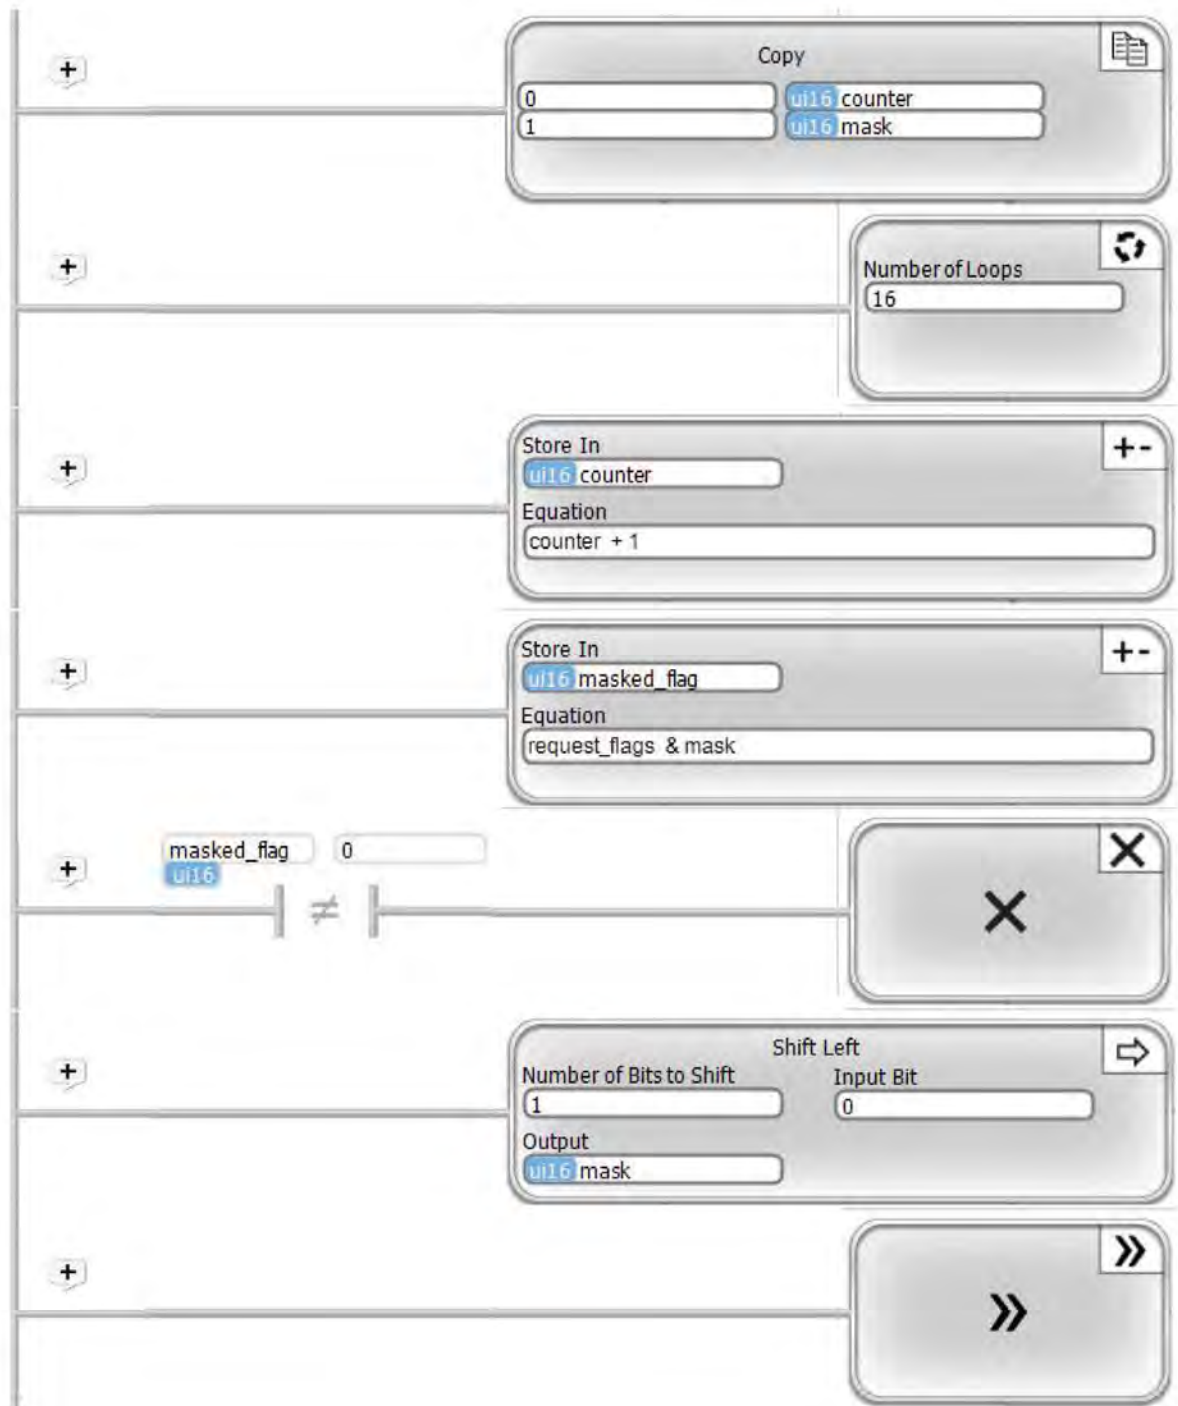 Copy
0 ui16 counter
1 ui16 mask
Number of Loops
16
Store In
ui16 counter
Equation
counter + 1
Store In
ui16 masked_flag
Equation
request_flags & mask
masked_flag 0
ui16
≠
Shift Left
Number of Bits to Shift Input Bit
1 0
Output
ui16 mask